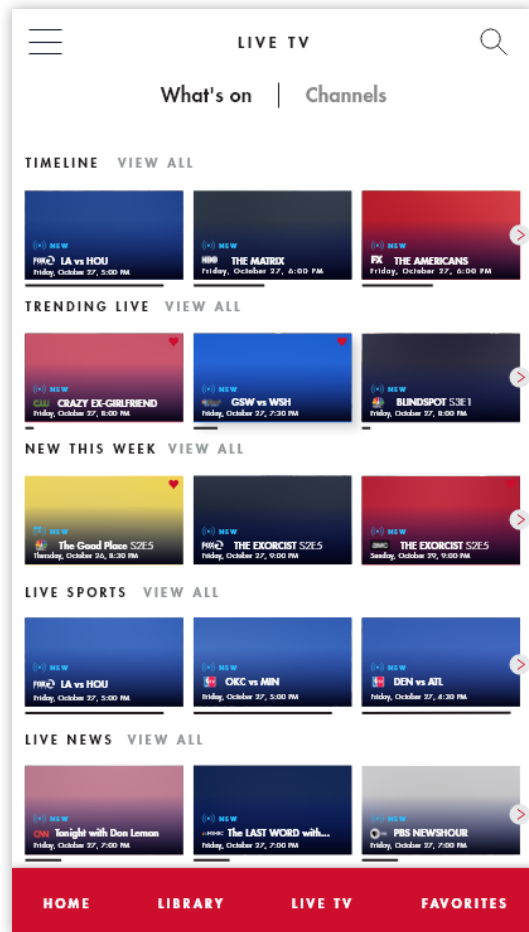 LIVE TV
What's on | Channels
TIMELINE VIEW ALL
NEW
FOX LA vs HOU
Friday, October 27, 5:00 PM
NEW
HBO THE MATRIX
Friday, October 27, 6:00 PM
NEW
FX THE AMERICANS
Friday, October 27, 6:00 PM
TRENDING LIVE VIEW ALL
NEW
CW CRAZY EX-GIRLFRIEND
Friday, October 27, 8:00 PM
NEW
GSW vs WSH
Friday, October 27, 7:30 PM
NEW
BLINDSPOT S3E1
Friday, October 27, 8:00 PM
NEW THIS WEEK VIEW ALL
NEW
The Good Place S2E5
Thursday, October 26, 8:30 PM
NEW
FOX THE EXORCIST S2E5
Friday, October 27, 9:00 PM
NEW
AMC THE EXORCIST S2E5
Sunday, October 29, 9:00 PM
LIVE SPORTS VIEW ALL
NEW
FOX LA vs HOU
Friday, October 27, 5:00 PM
NEW
OKC vs MIN
Friday, October 27, 5:00 PM
NEW
DEN vs ATL
Friday, October 27, 4:30 PM
LIVE NEWS VIEW ALL
NEW
CNN Tonight with Don Lemon
Friday, October 27, 7:00 PM
NEW
MSNBC The LAST WORD with...
Friday, October 27, 7:00 PM
NEW
PBS NEWSHOUR
Friday, October 27, 7:00 PM
HOME LIBRARY LIVE TV FAVORITES